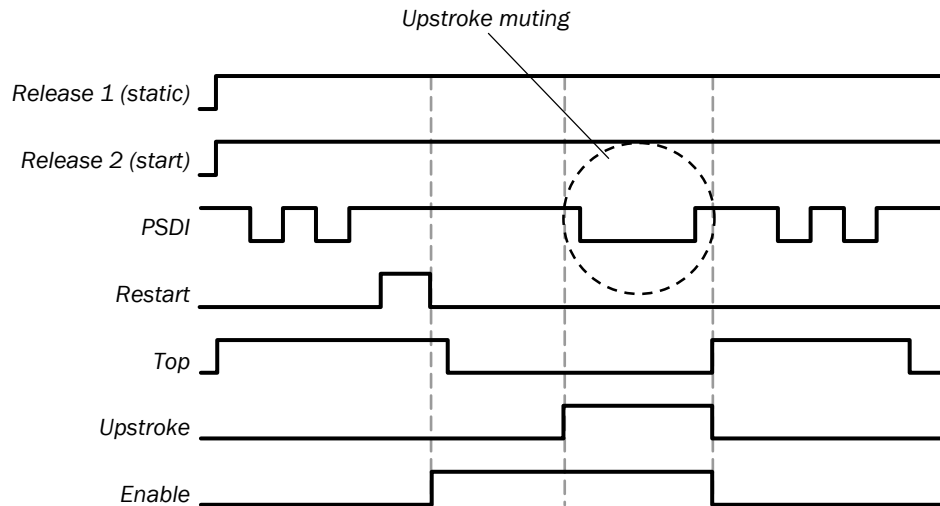 Upstroke muting
Release 1 (static)
Release 2 (start)
PSDI
Restart
Top
Upstroke
Enable